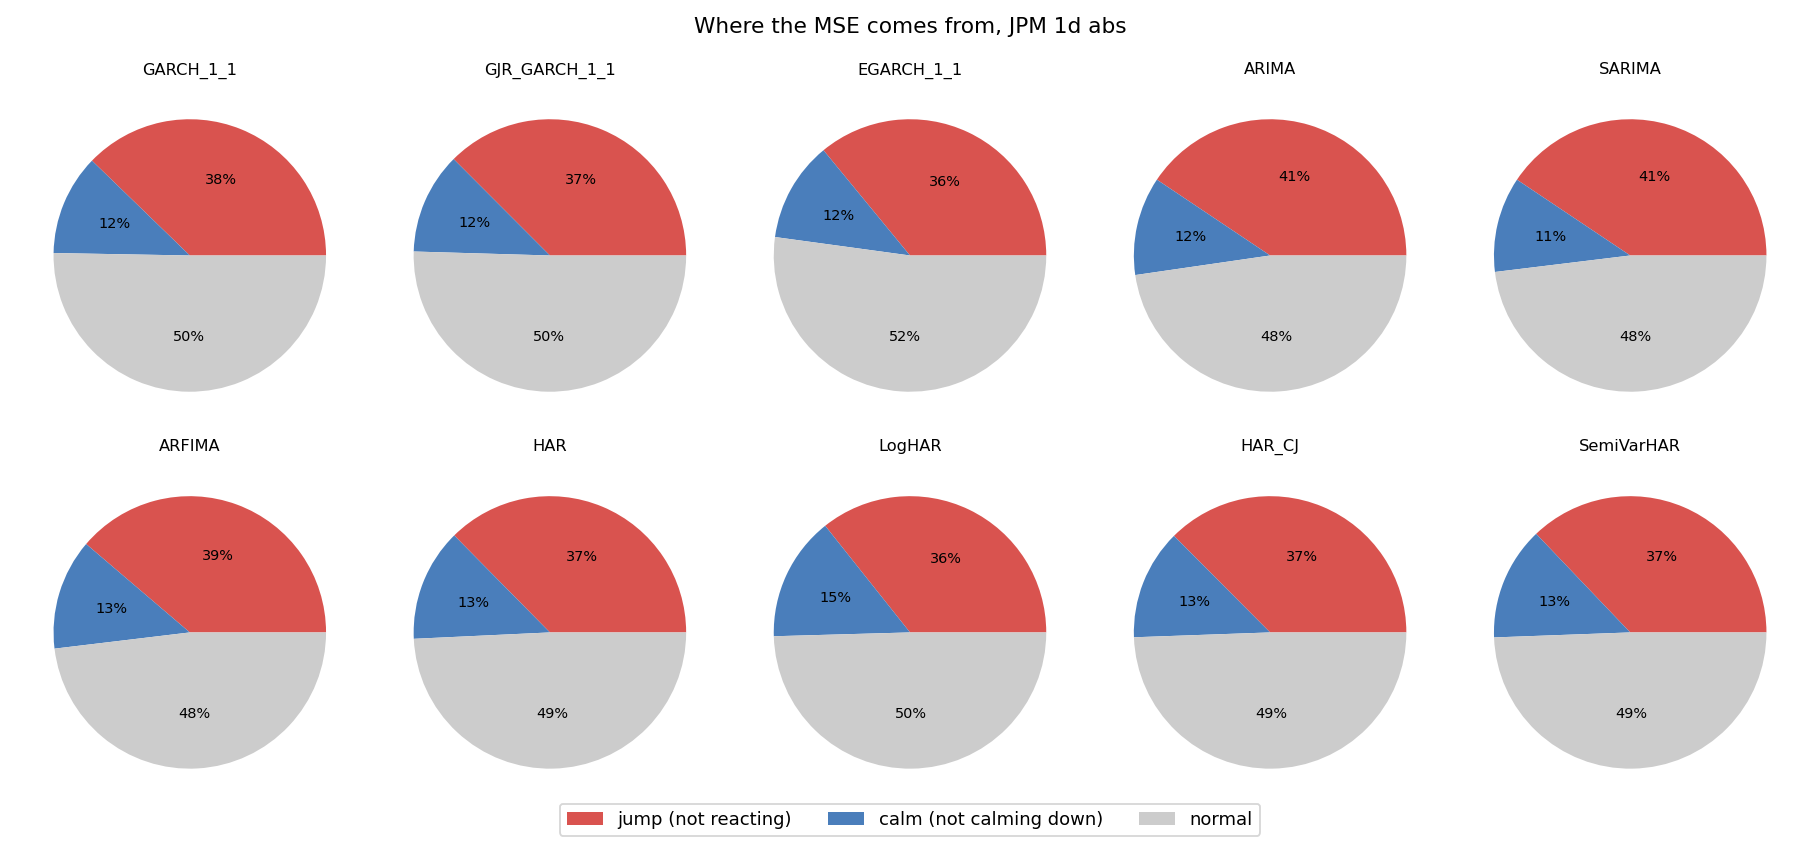 Where the MSE comes from, JPM 1d abs
GARCH_1_1
GJR_GARCH_1_1
EGARCH_1_1
ARIMA
SARIMA
38%
12%
50%
37%
12%
50%
36%
12%
52%
41%
12%
48%
41%
11%
48%
ARFIMA
HAR
LogHAR
HAR_CJ
SemiVarHAR
39%
13%
48%
37%
13%
49%
36%
15%
50%
37%
13%
49%
37%
13%
49%
jump (not reacting)
calm (not calming down)
normal